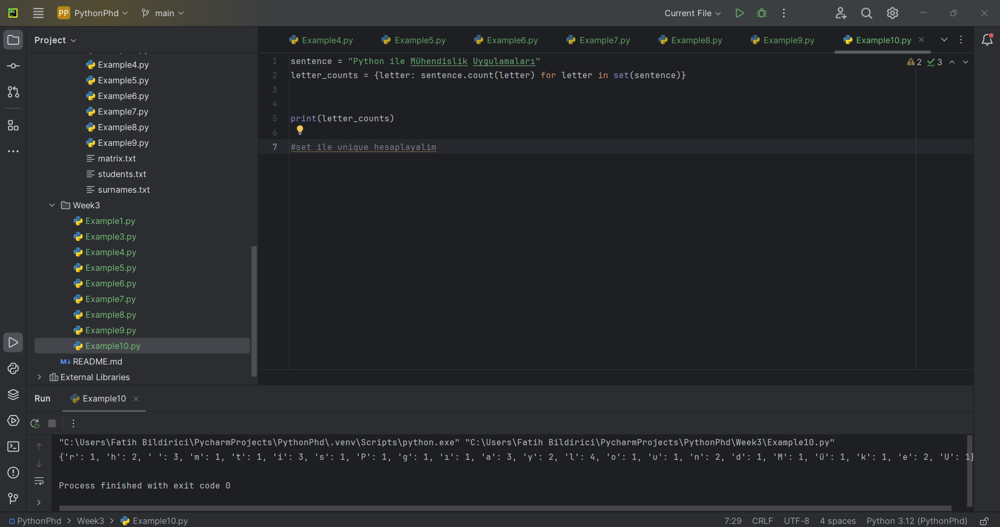 PC
PP PythonPhd main
Current File
Project
Example4.py
Example5.py
Example6.py
Example7.py
Example8.py
Example9.py
matrix.txt
students.txt
surnames.txt
Week3
Example1.py
Example3.py
Example4.py
Example5.py
Example6.py
Example7.py
Example8.py
Example9.py
Example10.py
M↓ README.md
External Libraries
Example4.py Example5.py Example6.py Example7.py Example8.py Example9.py Example10.py
1 sentence = "Python ile Mühendislik Uygulamaları"
2 letter_counts = {letter: sentence.count(letter) for letter in set(sentence)}
3
4
5 print(letter_counts)
6
7 #set ile unique hesaplayalim
2 3
Run Example10
"C:\Users\Fatih Bildirici\PycharmProjects\PythonPhd\.venv\Scripts\python.exe" "C:\Users\Fatih Bildirici\PycharmProjects\PythonPhd\Week3\Example10.py"
{'r': 1, 'h': 2, ' ': 3, 'm': 1, 't': 1, 'i': 3, 's': 1, 'P': 1, 'g': 1, 'ı': 1, 'a': 3, 'y': 2, 'l': 4, 'o': 1, 'u': 1, 'n': 2, 'd': 1, 'M': 1, 'ü': 1, 'k': 1, 'e': 2, 'U': 1}
Process finished with exit code 0
PythonPhd > Week3 > Example10.py
7:29 CRLF UTF-8 4 spaces Python 3.12 (PythonPhd)